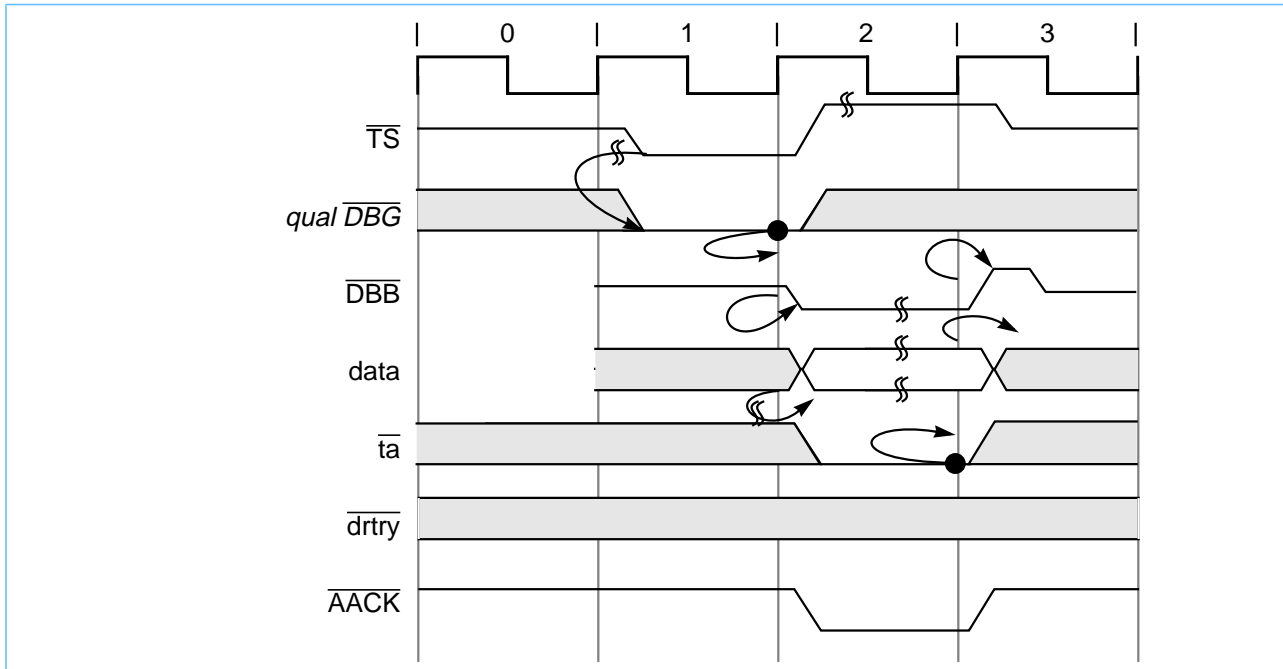 | 0 | 1 | 2 | 3 |
TS
qual DBG
DBB
data
ta
drtry
AACK